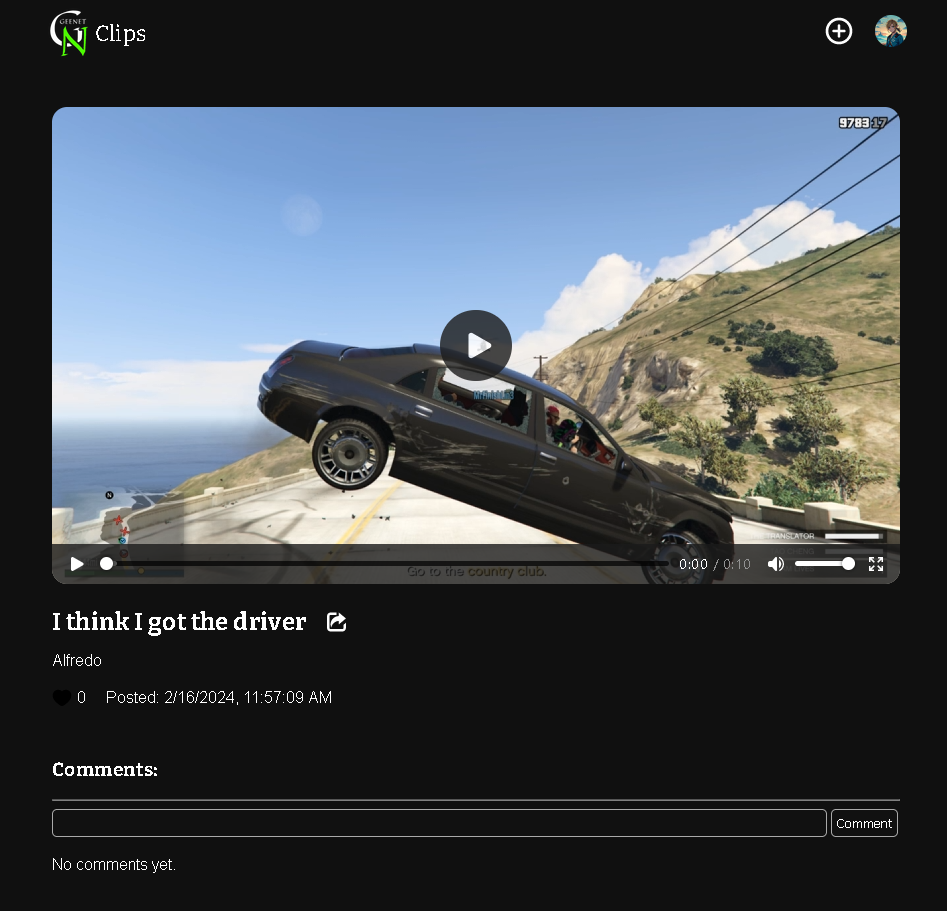 GEENET
N
Clips
9783:17
N
TRANSLATOR
Go to the country club.
0:00 / 0:10
I think I got the driver
Alfredo
0 Posted: 2/16/2024, 11:57:09 AM
Comments:
Comment
No comments yet.